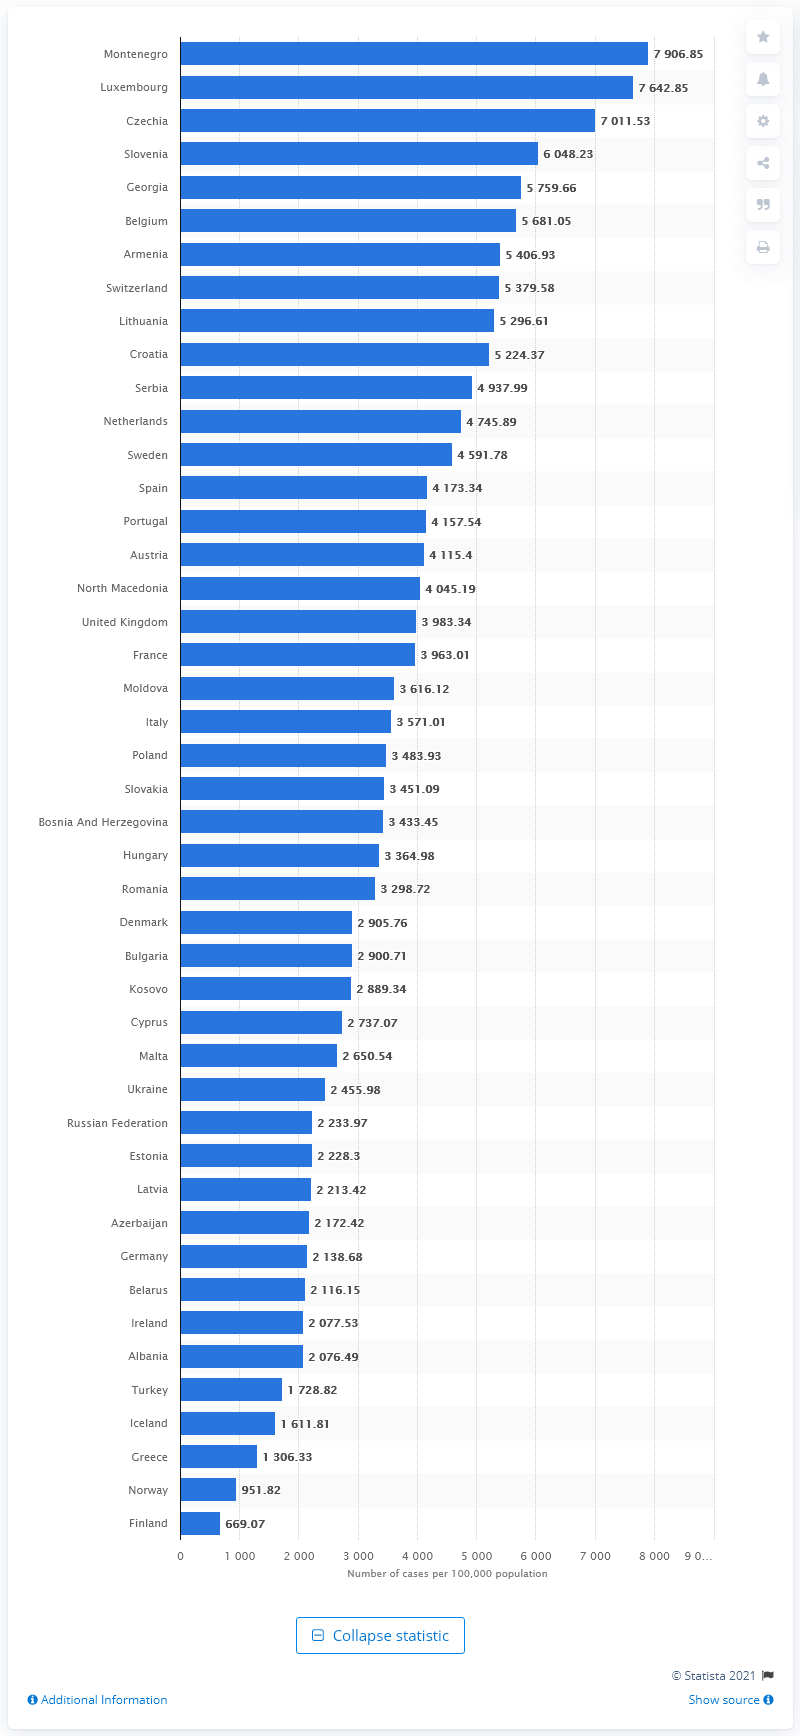 Montenegro 7 906.85
Luxembourg 7 642.85
Czechia 7 011.53
Slovenia 6 048.23
Georgia 5 759.66
Belgium 5 681.05
Armenia 5 406.93
Switzerland 5 379.58
Lithuania 5 296.61
Croatia 5 224.37
Serbia 4 937.99
Netherlands 4 745.89
Sweden 4 591.78
Spain 4 173.34
Portugal 4 157.54
Austria 4 115.4
North Macedonia 4 045.19
United Kingdom 3 983.34
France 3 963.01
Moldova 3 616.12
Italy 3 571.01
Poland 3 483.93
Slovakia 3 451.09
Bosnia And Herzegovina 3 433.45
Hungary 3 364.98
Romania 3 298.72
Denmark 2 905.76
Bulgaria 2 900.71
Kosovo 2 889.34
Cyprus 2 737.07
Malta 2 650.54
Ukraine 2 455.98
Russian Federation 2 233.97
Estonia 2 228.3
Latvia 2 213.42
Azerbaijan 2 172.42
Germany 2 138.68
Belarus 2 116.15
Ireland 2 077.53
Albania 2 076.49
Turkey 1 728.82
Iceland 1 611.81
Greece 1 306.33
Norway 951.82
Finland 669.07
0 1 000 2 000 3 000 4 000 5 000 6 000 7 000 8 000 9 0...
Number of cases per 100,000 population
Collapse statistic
© Statista 2021
Additional Information Show source